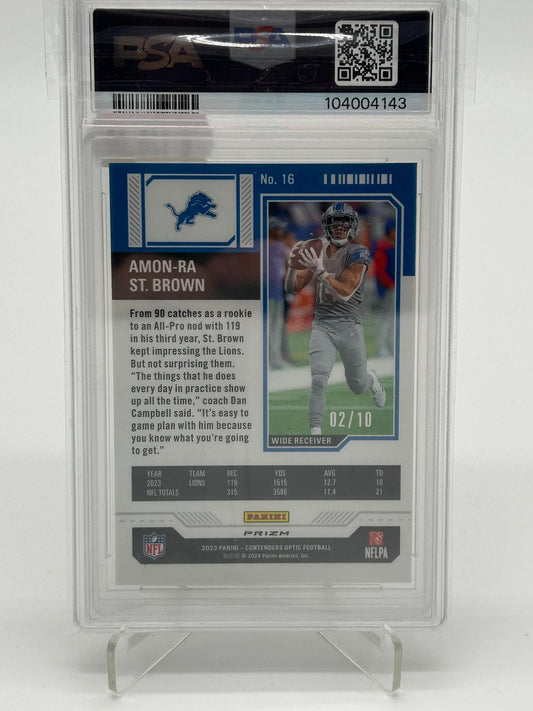 PSA
PSA
104004143
No. 16
AMON-RA
ST. BROWN
From 90 catches as a rookie
to an All-Pro nod with 119
in his third year, St. Brown
kept impressing the Lions.
But not surprising them.
“The things that he does
every day in practice show
up all the time,” coach Dan
Campbell said. “It’s easy to
game plan with him because
you know what you’re going
to get.”
02/10
WIDE RECEIVER
YEAR TEAM REC YDS AVG TD
2023 LIONS 119 1515 12.7 10
NFL TOTALS 315 3588 11.4 21
PANINI
PRIZM
NFL
2023 PANINI - CONTENDERS OPTIC FOOTBALL
© 2024 Panini America, Inc.
NFLPA